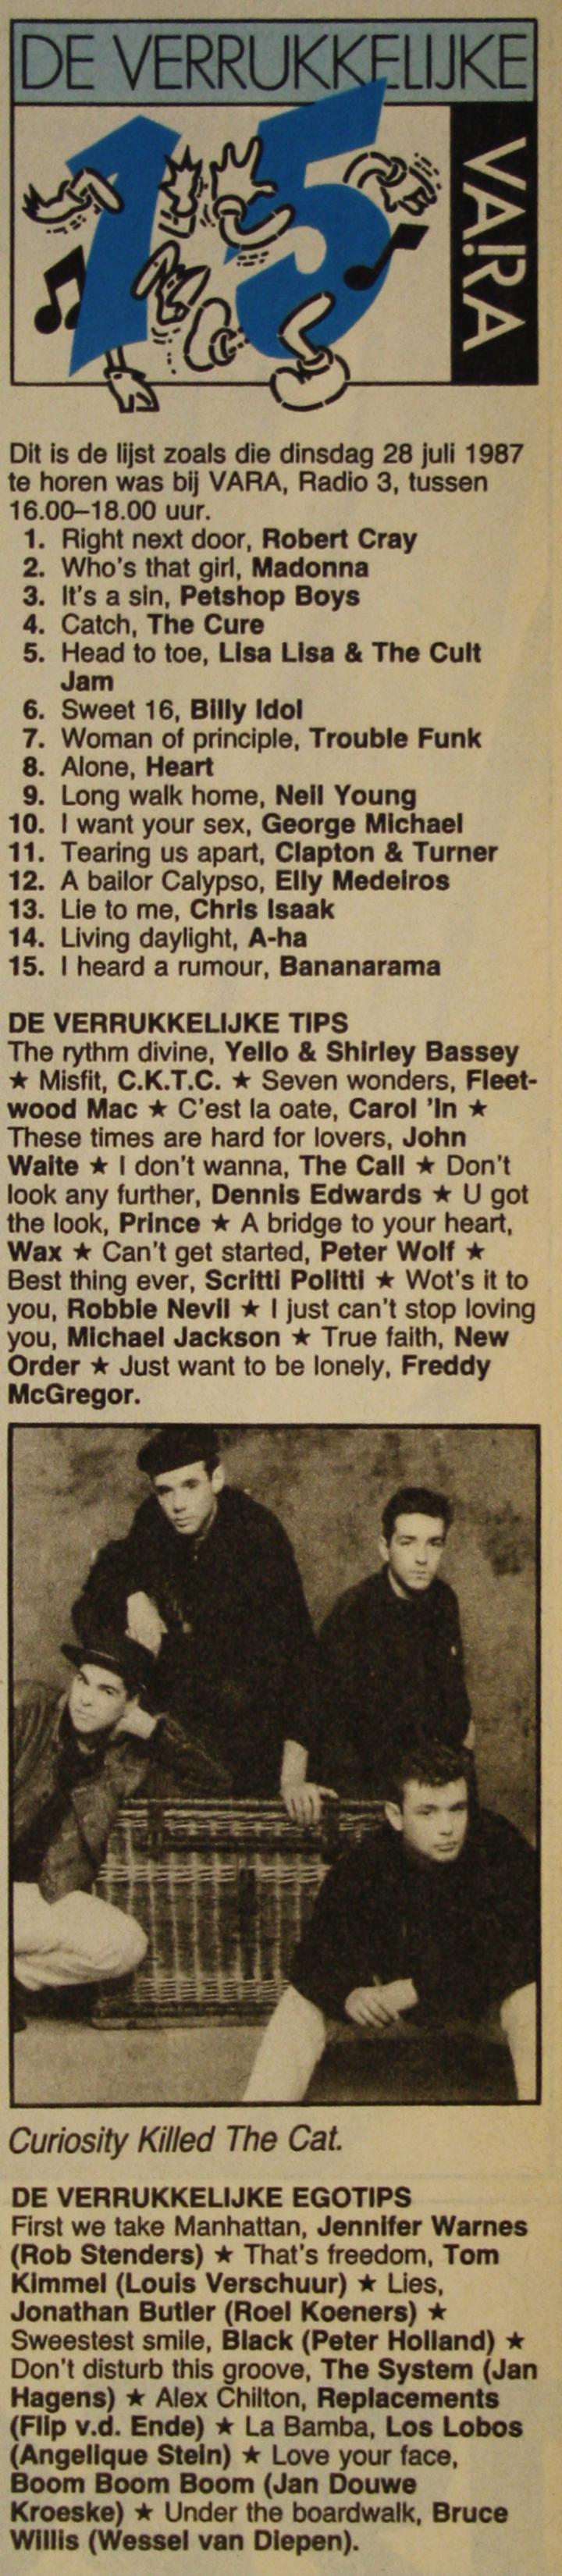 DE VERRUKKELIJKE
15
VARA
Dit is de lijst zoals die dinsdag 28 juli 1987
te horen was bij VARA, Radio 3, tussen
16.00–18.00 uur.
1. Right next door, Robert Cray
2. Who's that girl, Madonna
3. It's a sin, Petshop Boys
4. Catch, The Cure
5. Head to toe, Lisa Lisa & The Cult
Jam
6. Sweet 16, Billy Idol
7. Woman of principle, Trouble Funk
8. Alone, Heart
9. Long walk home, Neil Young
10. I want your sex, George Michael
11. Tearing us apart, Clapton & Turner
12. A bailor Calypso, Elly Medeiros
13. Lie to me, Chris Isaak
14. Living daylight, A-ha
15. I heard a rumour, Bananarama
DE VERRUKKELIJKE TIPS
The rythm divine, Yello & Shirley Bassey
★ Misfit, C.K.T.C. ★ Seven wonders, Fleet-
wood Mac ★ C'est la oate, Carol 'In ★
These times are hard for lovers, John
Waite ★ I don't wanna, The Call ★ Don't
look any further, Dennis Edwards ★ U got
the look, Prince ★ A bridge to your heart,
Wax ★ Can't get started, Peter Wolf ★
Best thing ever, Scritti Politti ★ Wot's it to
you, Robbie Nevil ★ I just can't stop loving
you, Michael Jackson ★ True faith, New
Order ★ Just want to be lonely, Freddy
McGregor.
Curiosity Killed The Cat.
DE VERRUKKELIJKE EGOTIPS
First we take Manhattan, Jennifer Warnes
(Rob Stenders) ★ That's freedom, Tom
Kimmel (Louis Verschuur) ★ Lies,
Jonathan Butler (Roel Koeners) ★
Sweestest smile, Black (Peter Holland) ★
Don't disturb this groove, The System (Jan
Hagens) ★ Alex Chilton, Replacements
(Flip v.d. Ende) ★ La Bamba, Los Lobos
(Angelique Stein) ★ Love your face,
Boom Boom Boom (Jan Douwe
Kroeske) ★ Under the boardwalk, Bruce
Willis (Wessel van Diepen).